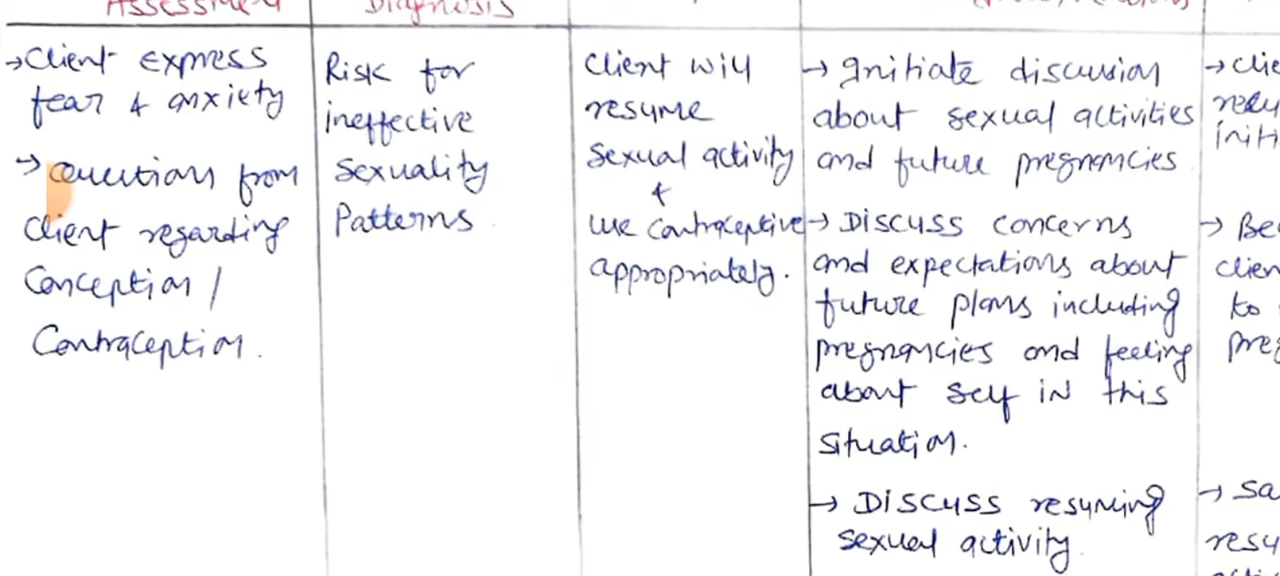 Assessment
Diagnosis
→ Client express
fear & anxiety
→ Questions from
Client regarding
Conception /
Contraception.
Risk for
ineffective
Sexuality
Patterns
Client will
resume
Sexual activity
&
use contraceptive
appropriately.
→ Initiate discussion
about sexual activities
and future pregnancies
→ Discuss concerns
and expectations about
future plans including
pregnancies and feeling
about self in this
situation.
→ Discuss resuming
sexual activity.
→
→
→